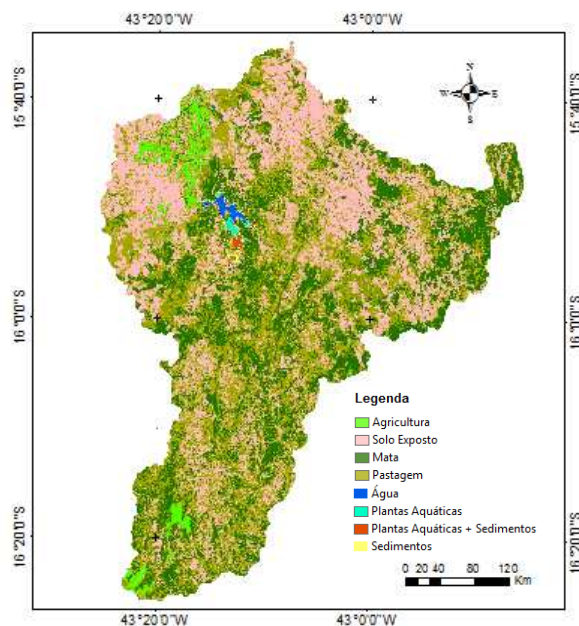 43°20'0"W 43°0'0"W
15°40'0"S
15°40'0"S
N
W E
S
16°0'0"S
16°0'0"S
Legenda
Agricultura
Solo Exposto
Mata
Pastagem
Água
Plantas Aquáticas
Plantas Aquáticas + Sedimentos
Sedimentos
16°20'0"S
16°20'0"S
0 20 40 80 120
Km
43°20'0"W 43°0'0"W